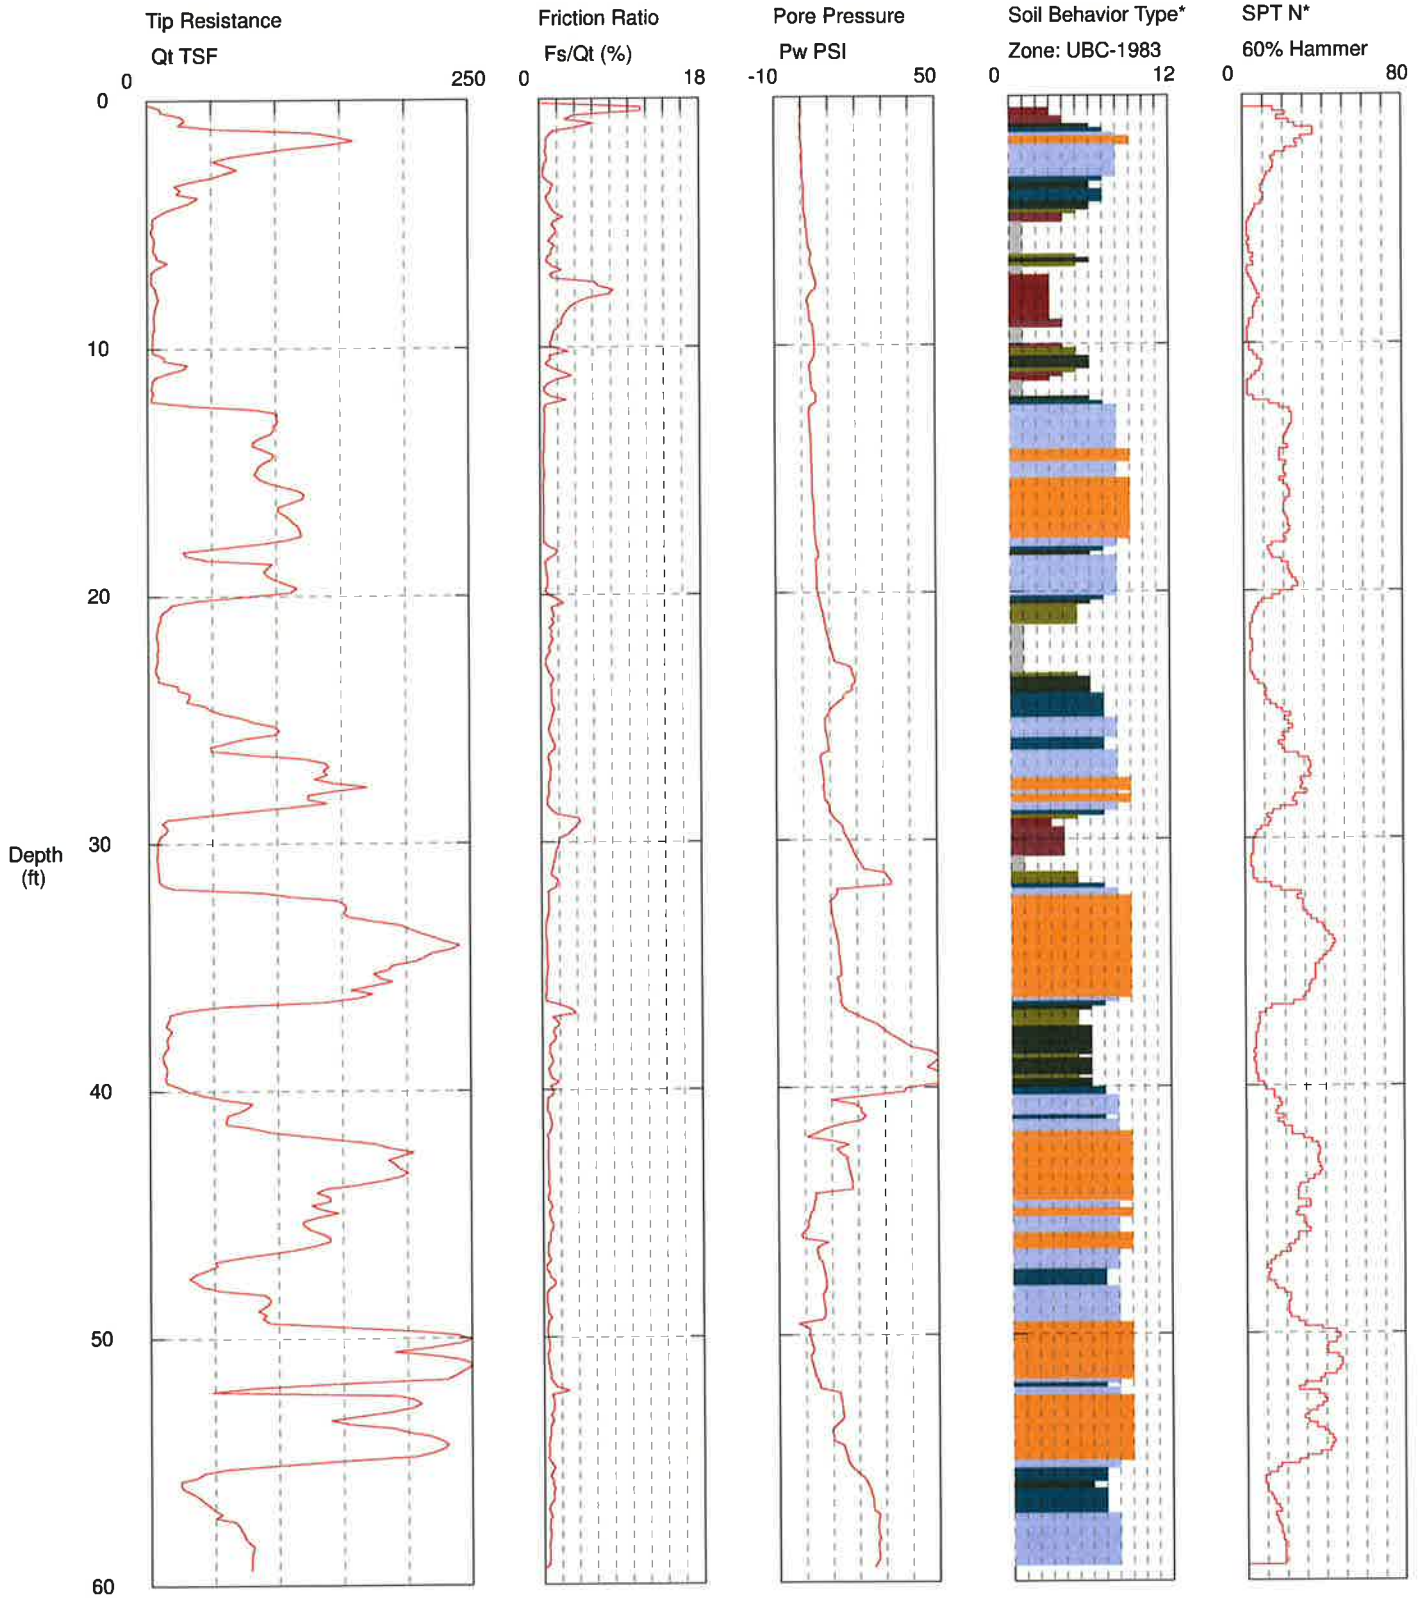 Tip Resistance
Qt TSF
0 250
Friction Ratio
Fs/Qt (%)
0 18
Pore Pressure
Pw PSI
-10 50
Soil Behavior Type*
Zone: UBC-1983
0 12
SPT N*
60% Hammer
0 80
0
10
20
30
40
50
60
Depth
(ft)